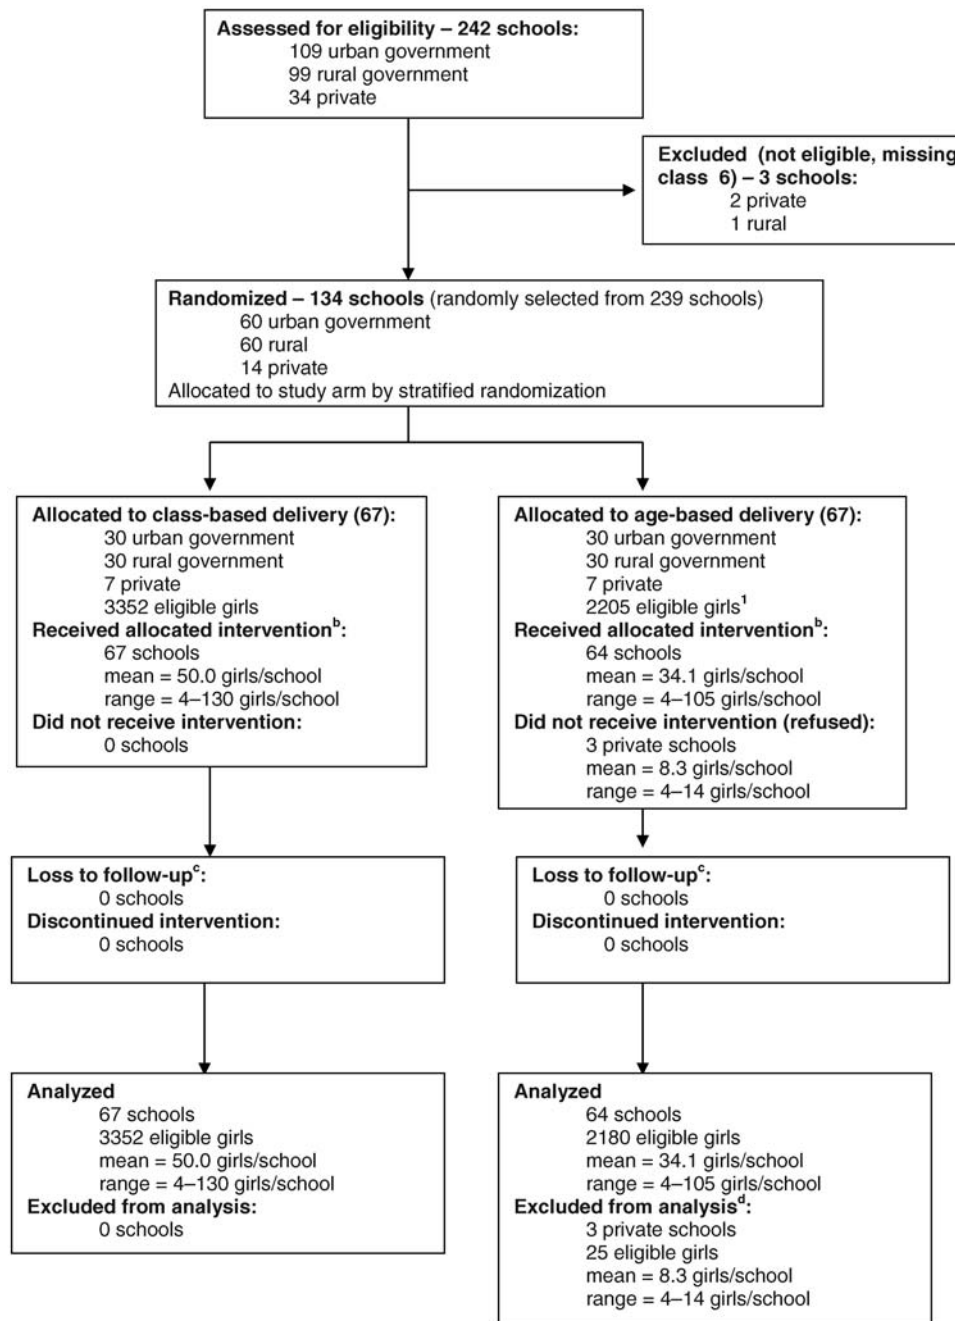 Assessed for eligibility – 242 schools:
109 urban government
99 rural government
34 private
Excluded (not eligible, missing
class 6) – 3 schools:
2 private
1 rural
Randomized – 134 schools (randomly selected from 239 schools)
60 urban government
60 rural
14 private
Allocated to study arm by stratified randomization
Allocated to class-based delivery (67):
30 urban government
30 rural government
7 private
3352 eligible girls
Received allocated intervention^b:
67 schools
mean = 50.0 girls/school
range = 4–130 girls/school
Did not receive intervention:
0 schools
Allocated to age-based delivery (67):
30 urban government
30 rural government
7 private
2205 eligible girls^1
Received allocated intervention^b:
64 schools
mean = 34.1 girls/school
range = 4–105 girls/school
Did not receive intervention (refused):
3 private schools
mean = 8.3 girls/school
range = 4–14 girls/school
Loss to follow-up^c:
0 schools
Discontinued intervention:
0 schools
Loss to follow-up^c:
0 schools
Discontinued intervention:
0 schools
Analyzed
67 schools
3352 eligible girls
mean = 50.0 girls/school
range = 4–130 girls/school
Excluded from analysis:
0 schools
Analyzed
64 schools
2180 eligible girls
mean = 34.1 girls/school
range = 4–105 girls/school
Excluded from analysis^d:
3 private schools
25 eligible girls
mean = 8.3 girls/school
range = 4–14 girls/school